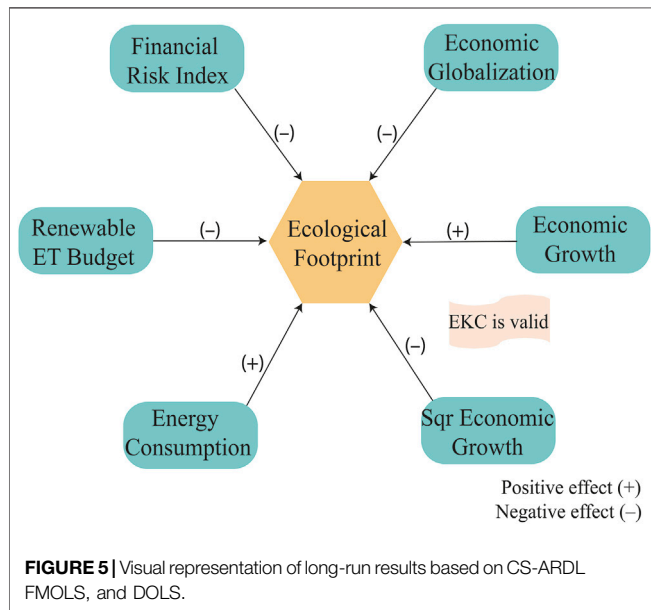 Financial
Risk Index
Economic
Globalization
(–)
(–)
Renewable
ET Budget
(–)
Ecological
Footprint
(+)
Economic
Growth
EKC is valid
(+)
(–)
Energy
Consumption
Sqr Economic
Growth
Positive effect (+)
Negative effect (–)
FIGURE 5 | Visual representation of long-run results based on CS-ARDL
FMOLS, and DOLS.